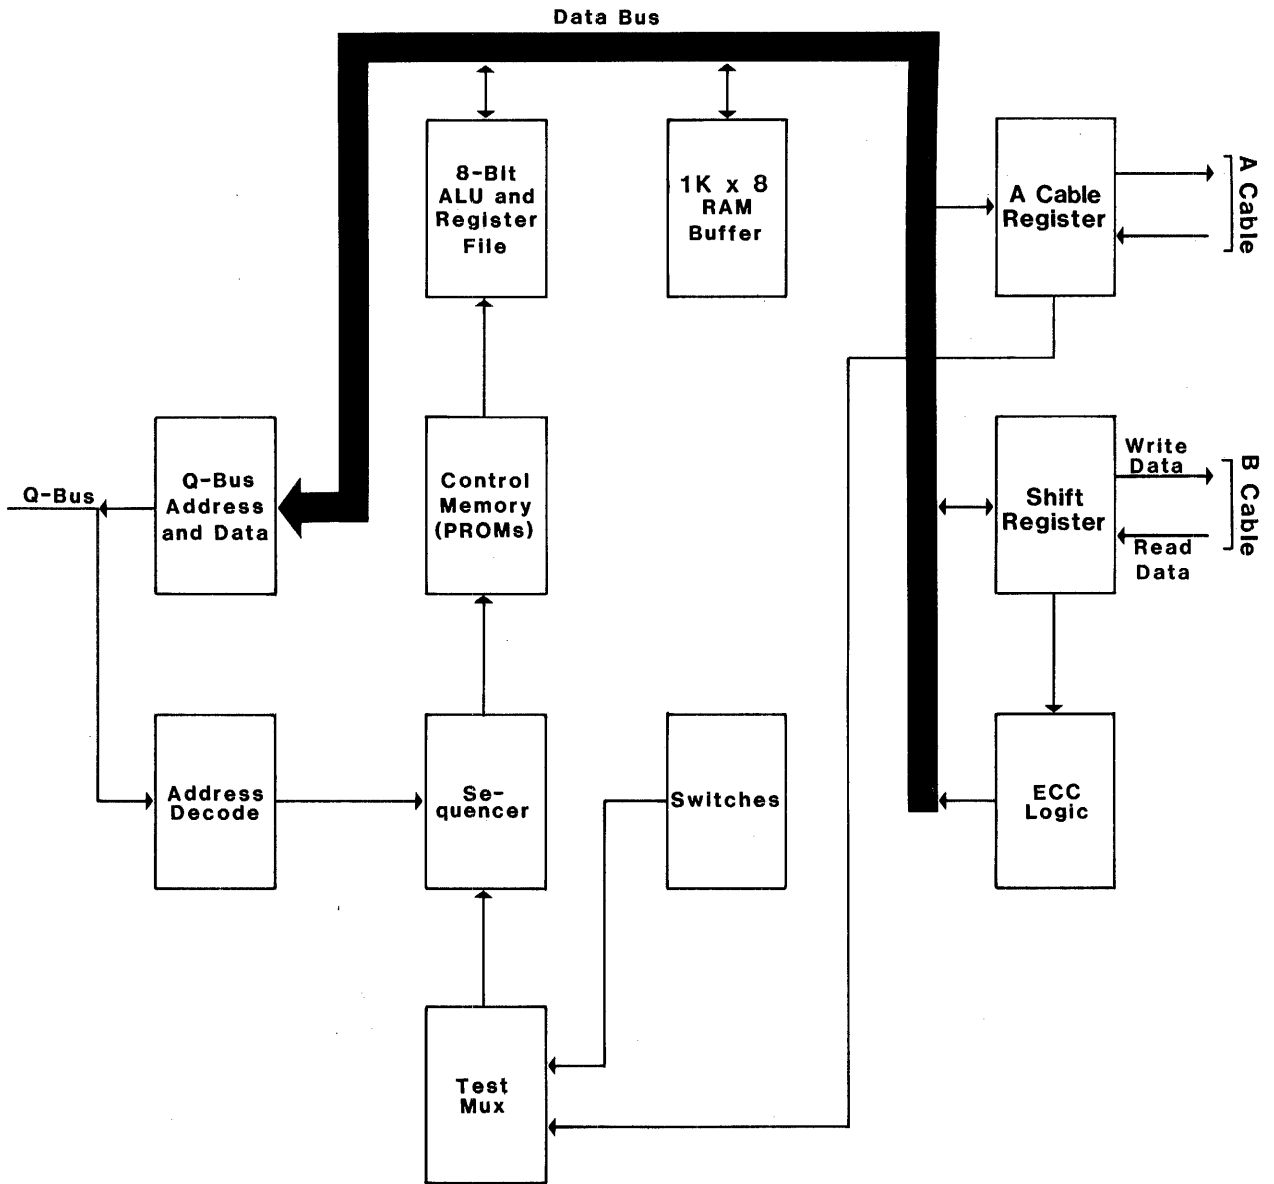 Data Bus
8-Bit
ALU and
Register
File
1K x 8
RAM
Buffer
A Cable
Register
A Cable
Q-Bus
Q-Bus
Address
and Data
Control
Memory
(PROMs)
Shift
Register
Write
Data
Read
Data
B Cable
Address
Decode
Se-
quencer
Switches
ECC
Logic
Test
Mux